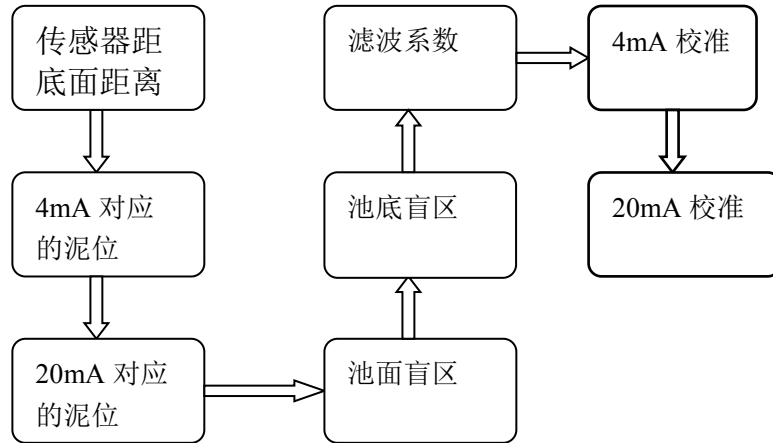 传感器距
底面距离
4mA 对应
的泥位
20mA 对应
的泥位
池面盲区
池底盲区
滤波系数
4mA 校准
20mA 校准